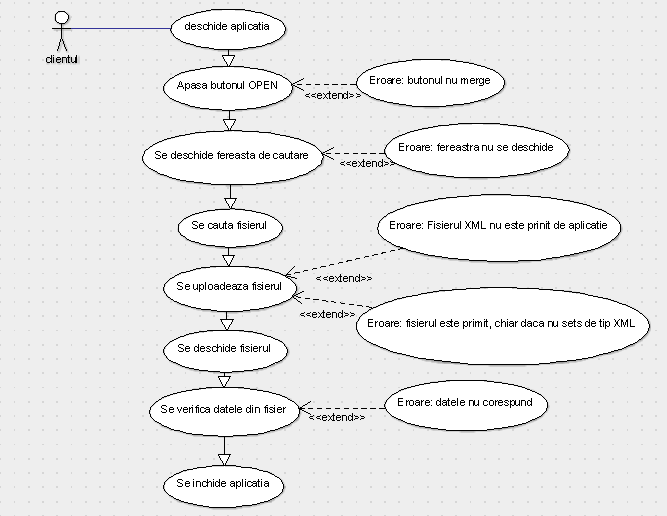 deschide aplicatia
clientul
Apasa butonul OPEN
Eroare: butonul nu merge
<<extend>>
Se deschide fereasta de cautare
Eroare: fereastra nu se deschide
<<extend>>
Se cauta fisierul
Eroare: Fisierul XML nu este prinit de aplicatie
<<extend>>
Se uploadeaza fisierul
<<extend>>
Eroare: fisierul este primit, chiar daca nu sets de tip XML
Se deschide fisierul
Se verifica datele din fisier
Eroare: datele nu corespund
<<extend>>
Se inchide aplicatia